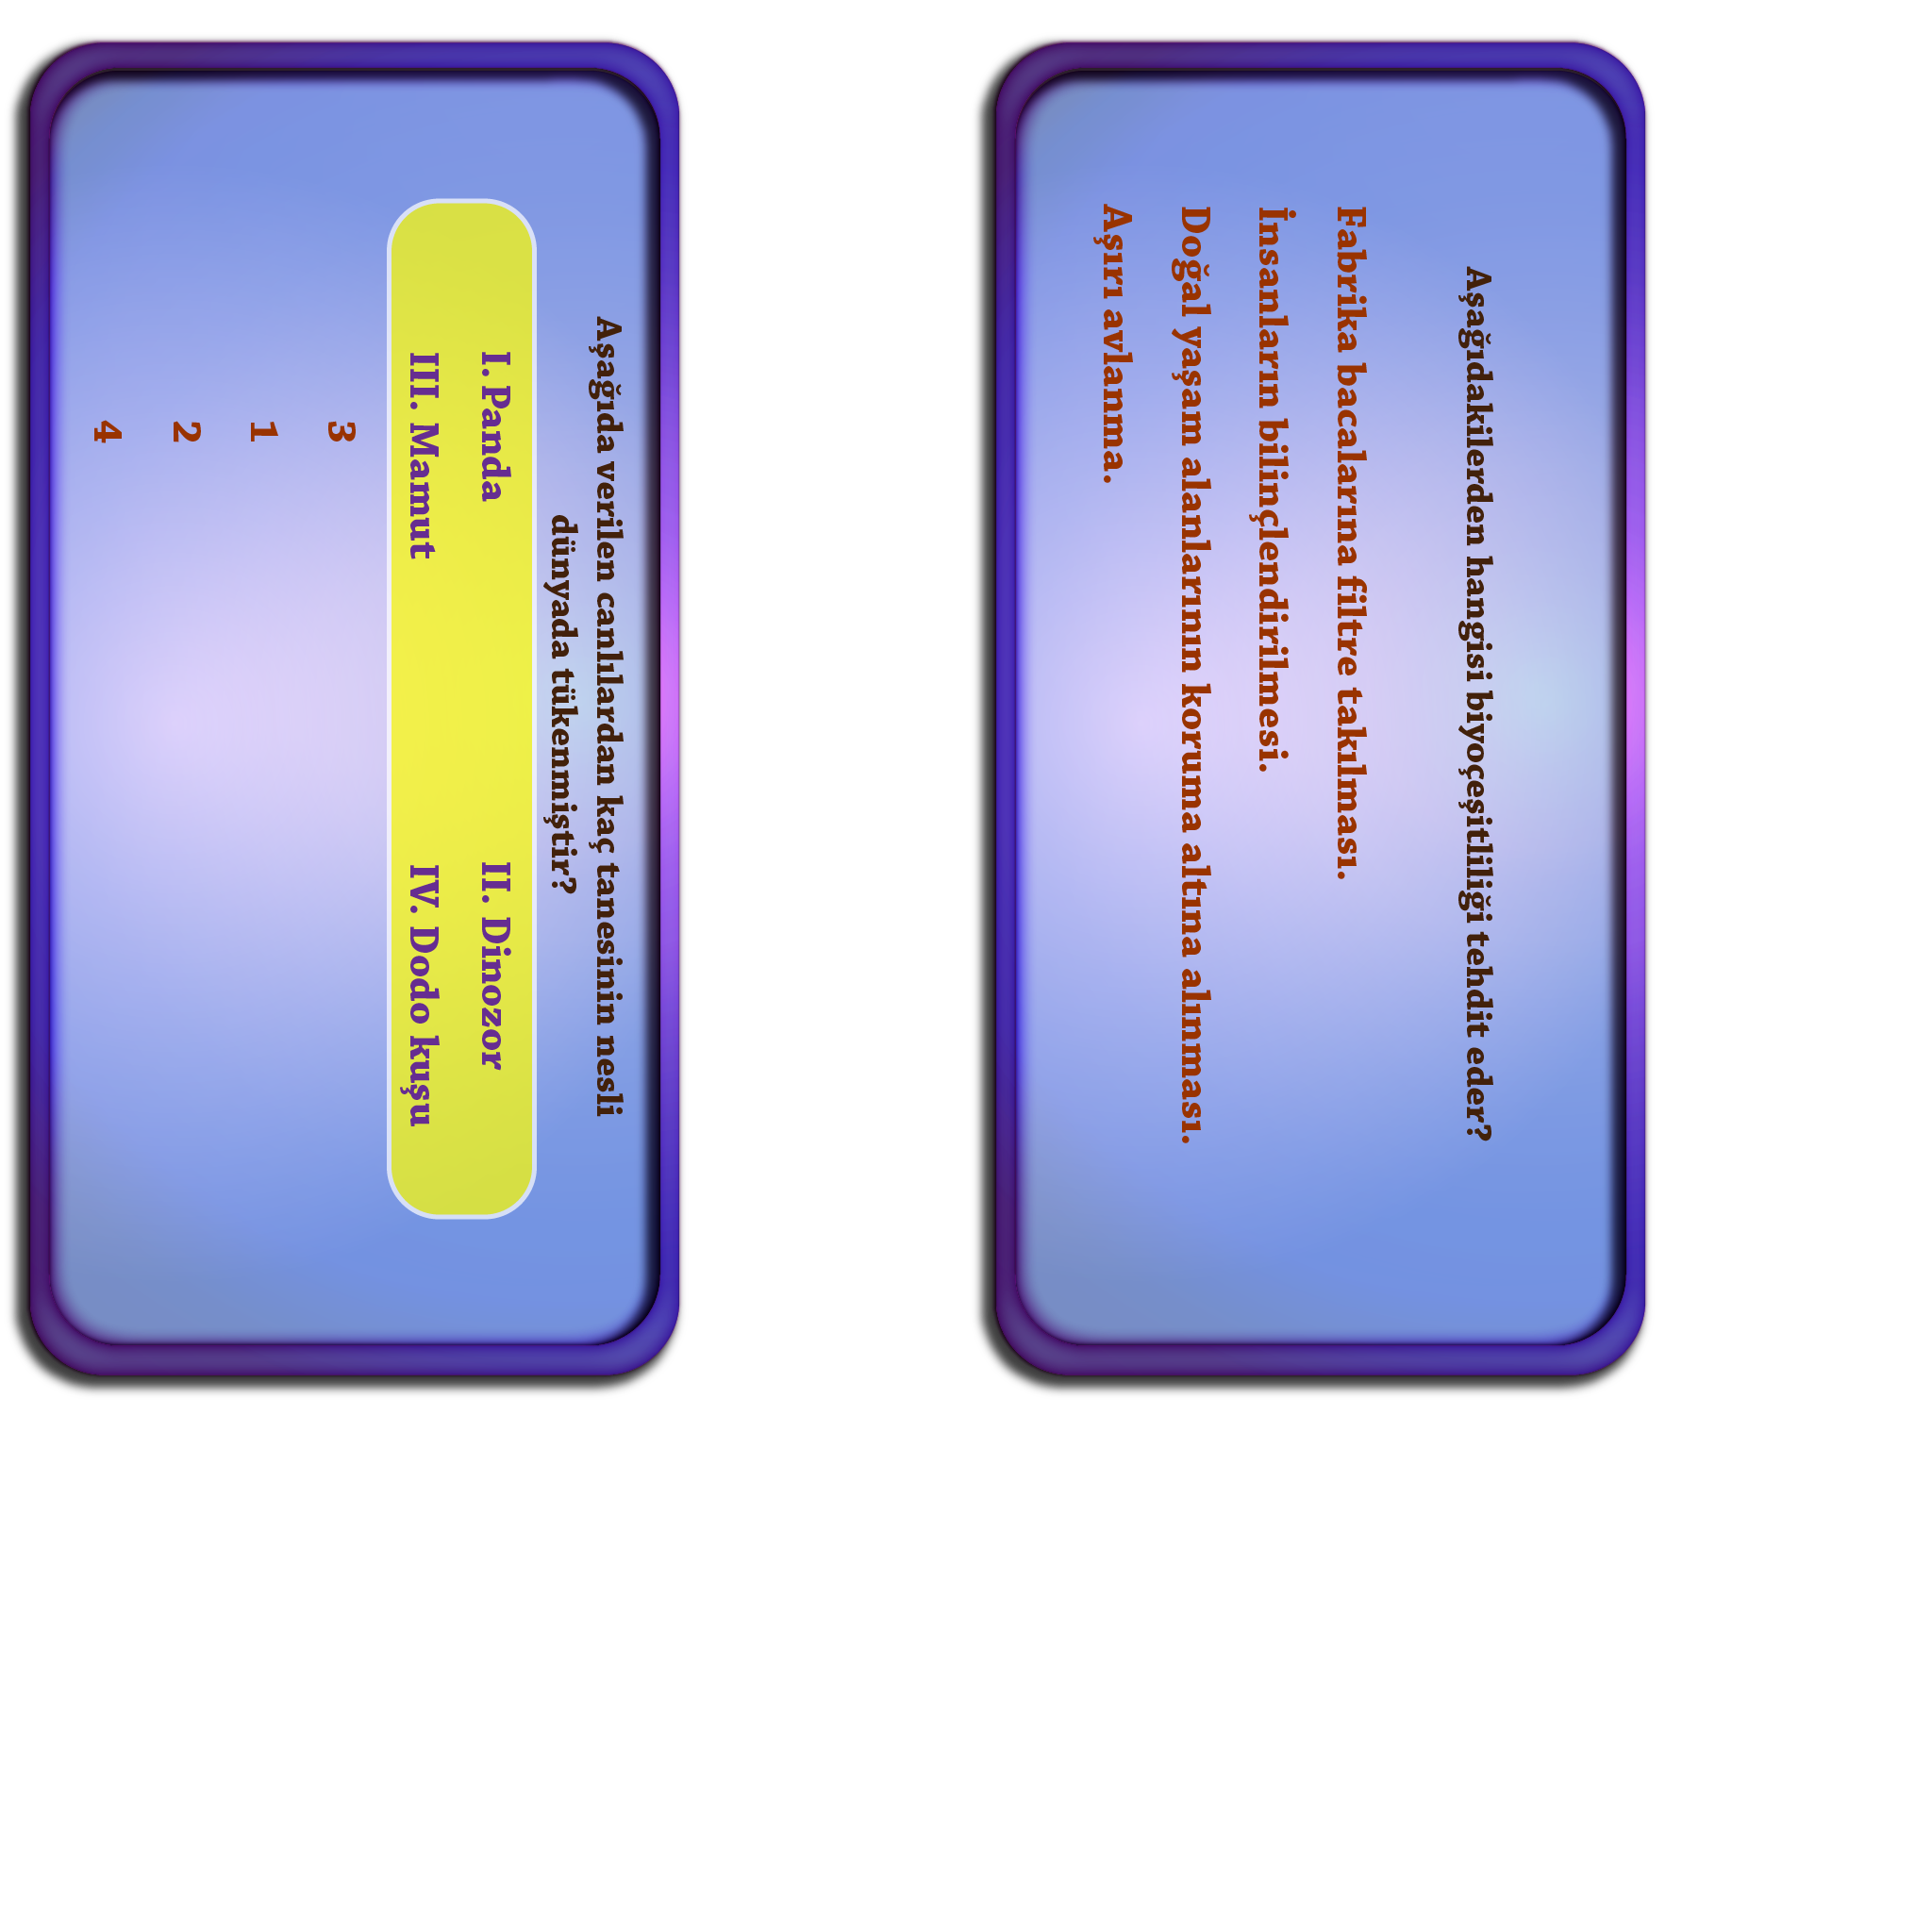 Aşağıdakilerden hangisi biyoçeşitliliği tehdit eder?
Fabrika bacalarına filtre takılması.
İnsanların bilinçlendirilmesi.
Doğal yaşam alanlarının koruma altına alınması.
Aşırı avlanma.
Aşağıda verilen canlılardan kaç tanesinin nesli
dünyada tükenmiştir?
I. Panda II. Dinozor
III. Mamut IV. Dodo kuşu
3
1
2
4